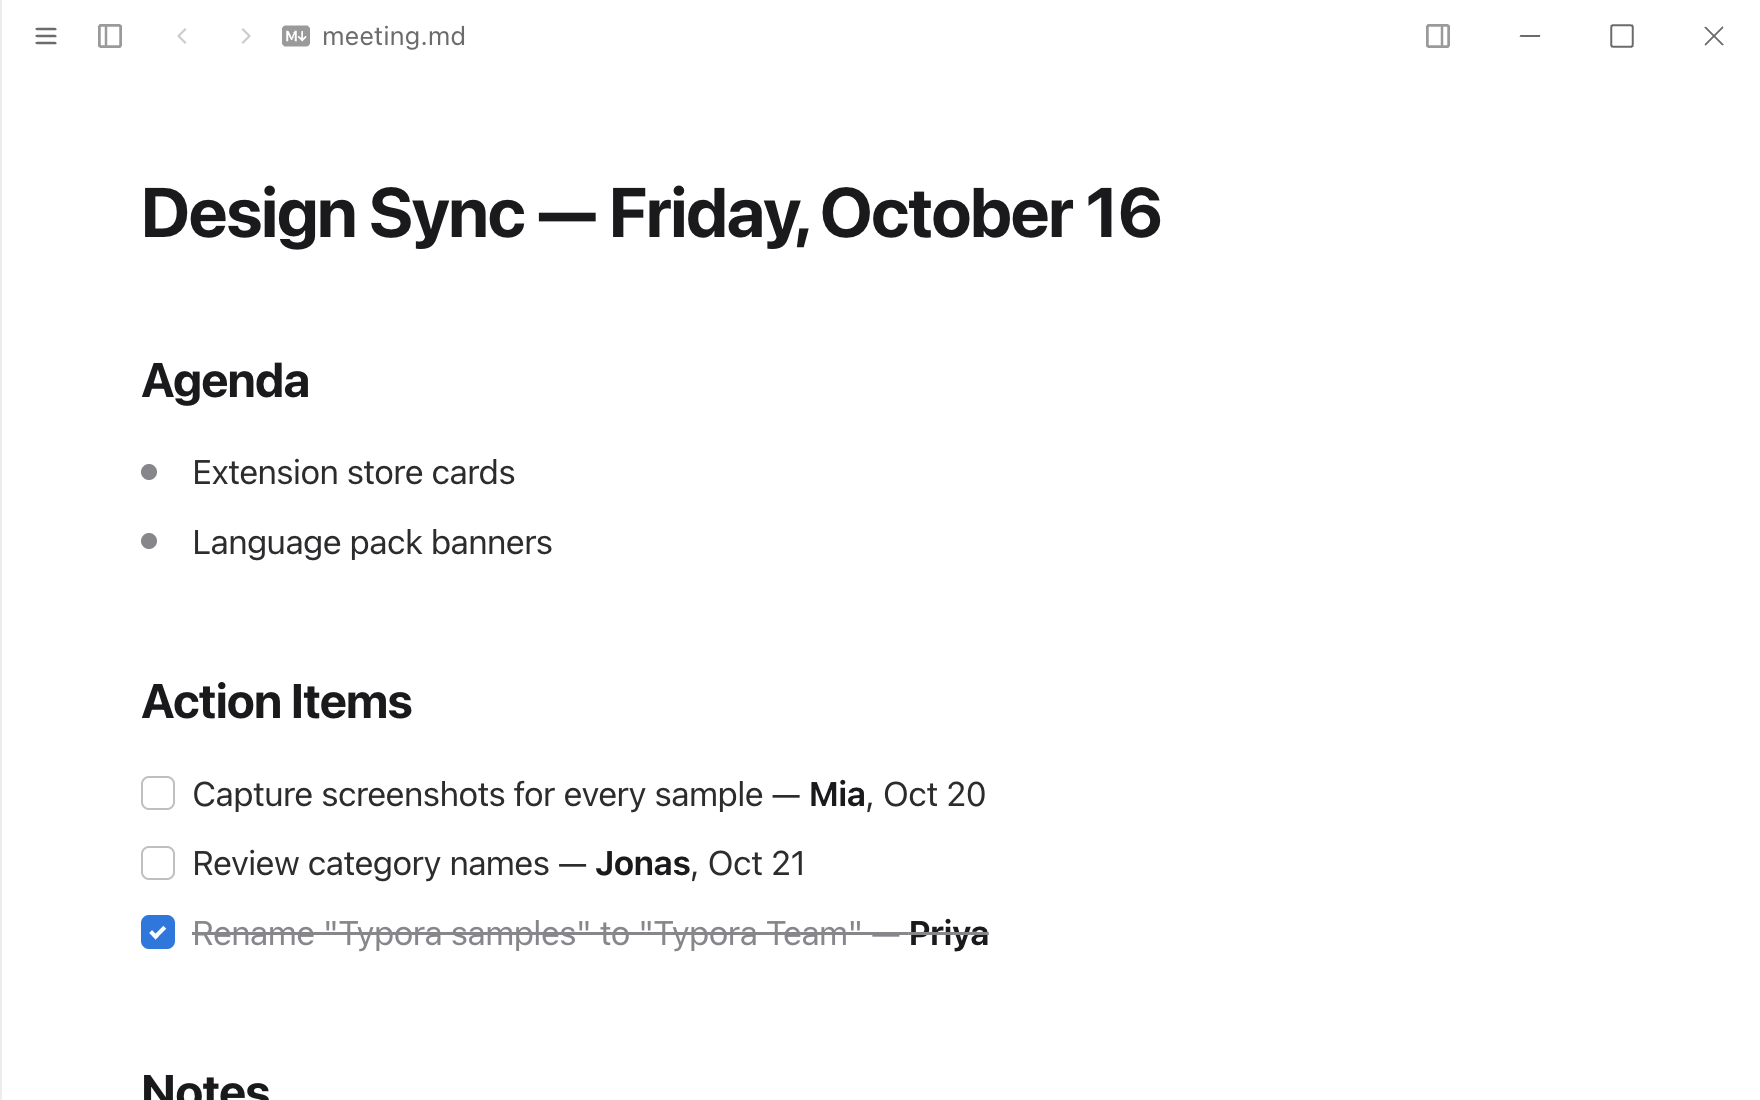 meeting.md
Design Sync — Friday, October 16
Agenda
Extension store cards
Language pack banners
Action Items
Capture screenshots for every sample — Mia, Oct 20
Review category names — Jonas, Oct 21
Rename "Typora samples" to "Typora Team" — Priya
Notes